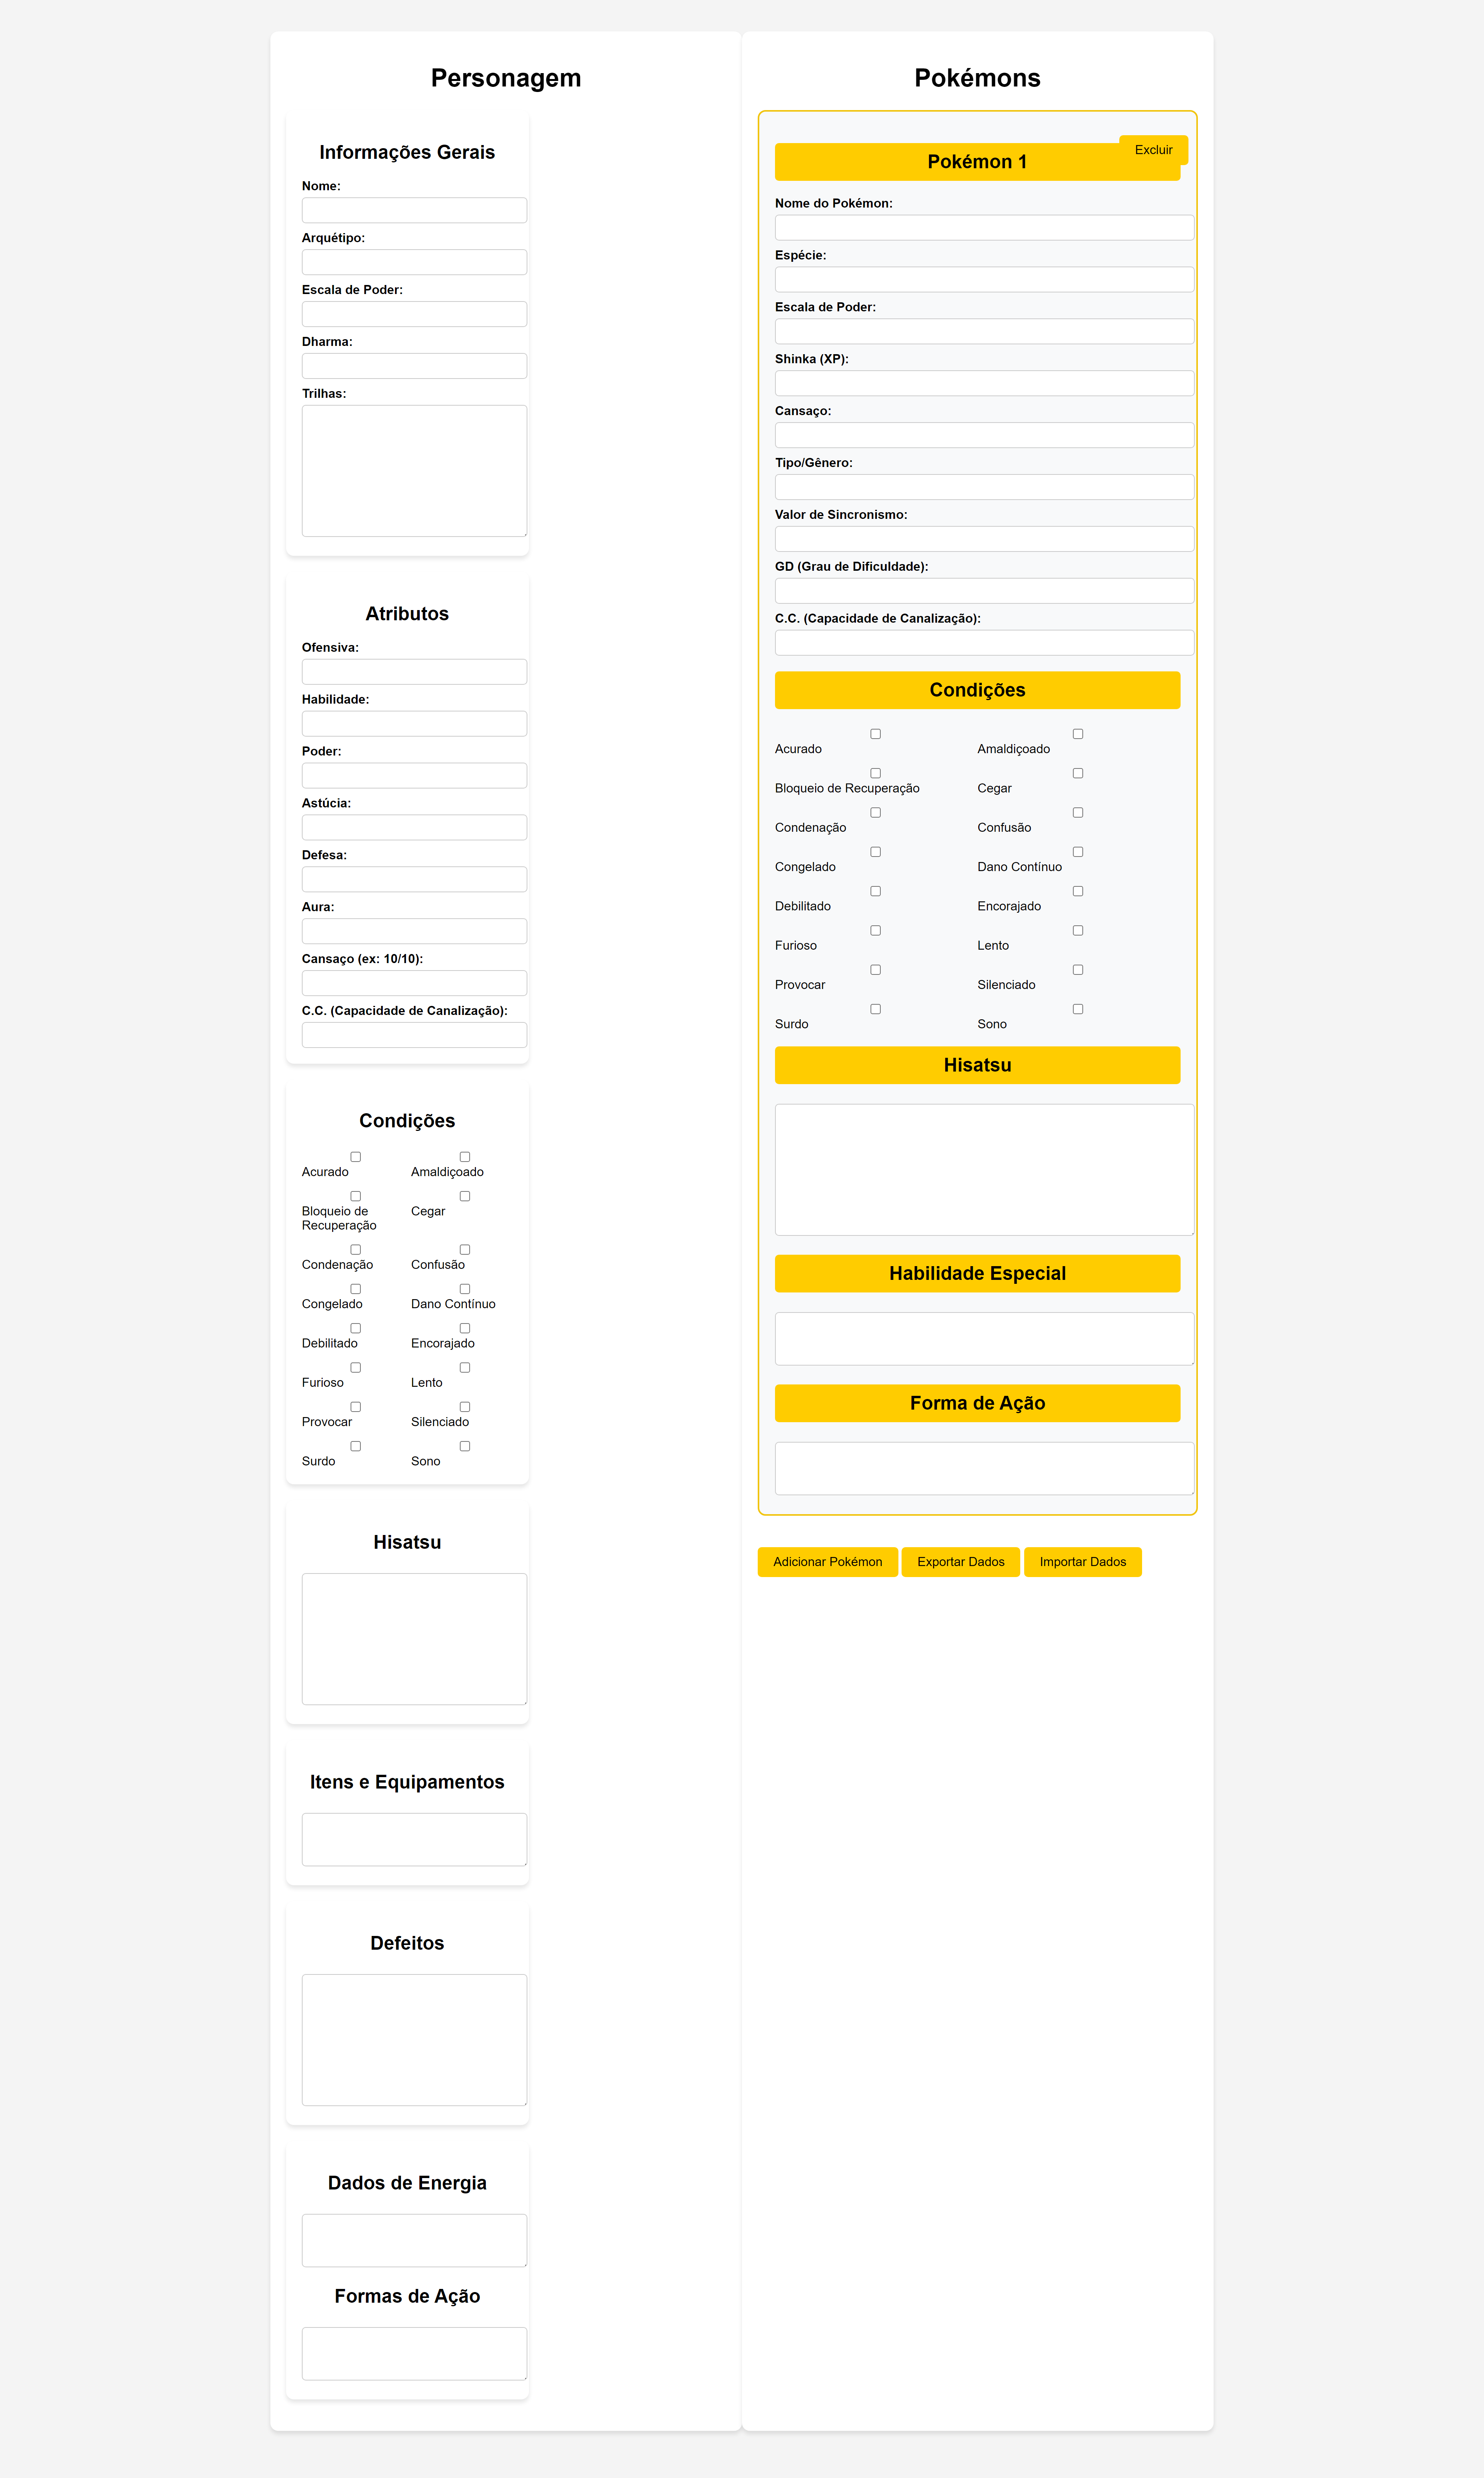 Personagem
Informações Gerais
Nome:
Arquétipo:
Escala de Poder:
Dharma:
Trilhas:
Atributos
Ofensiva:
Habilidade:
Poder:
Astúcia:
Defesa:
Aura:
Cansaço (ex: 10/10):
C.C. (Capacidade de Canalização):
Condições
Acurado
Amaldiçoado
Bloqueio de
Recuperação
Cegar
Condenação
Confusão
Congelado
Dano Contínuo
Debilitado
Encorajado
Furioso
Lento
Provocar
Silenciado
Surdo
Sono
Hisatsu
Itens e Equipamentos
Defeitos
Dados de Energia
Formas de Ação
Pokémons
Excluir
Pokémon 1
Nome do Pokémon:
Espécie:
Escala de Poder:
Shinka (XP):
Cansaço:
Tipo/Gênero:
Valor de Sincronismo:
GD (Grau de Dificuldade):
C.C. (Capacidade de Canalização):
Condições
Acurado
Amaldiçoado
Bloqueio de Recuperação
Cegar
Condenação
Confusão
Congelado
Dano Contínuo
Debilitado
Encorajado
Furioso
Lento
Provocar
Silenciado
Surdo
Sono
Hisatsu
Habilidade Especial
Forma de Ação
Adicionar Pokémon
Exportar Dados
Importar Dados